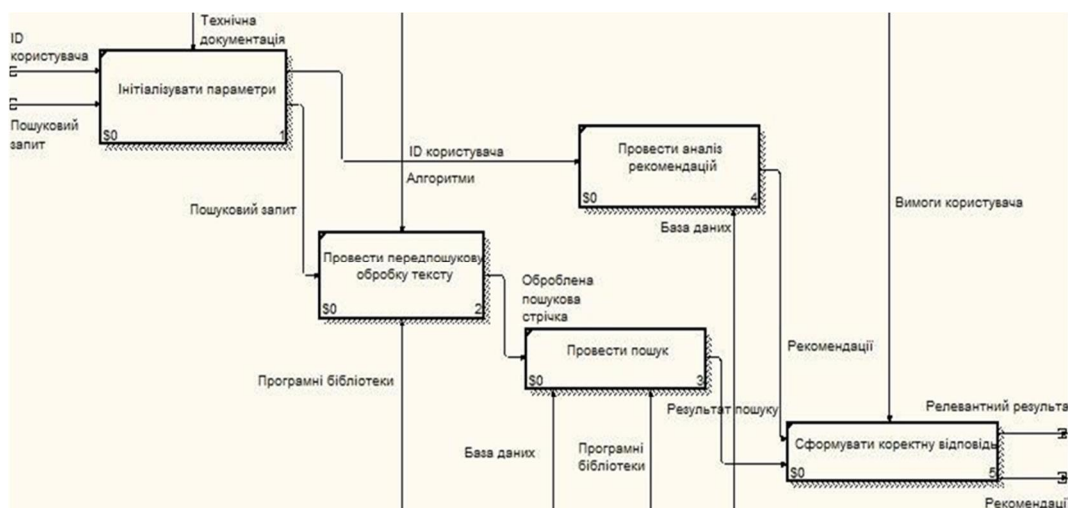 Технічна
документація
ID
користувача
Пошуковий
запит
Інітіалізувати параметри
$0
1
ID користувача
Алгоритми
Пошуковий запит
Провести аналіз
рекомендацій
$0
4
База даних
Вимоги користувача
Провести передпошукову
обробку тексту
$0
2
Оброблена
пошукова
стрічка
Провести пошук
$0
3
Рекомендації
Програмні бібліотеки
Результат пошуку
База даних
Програмні
бібліотеки
Релевантний результа
Сформувати коректну відповідь
$0
5
Рекомендації